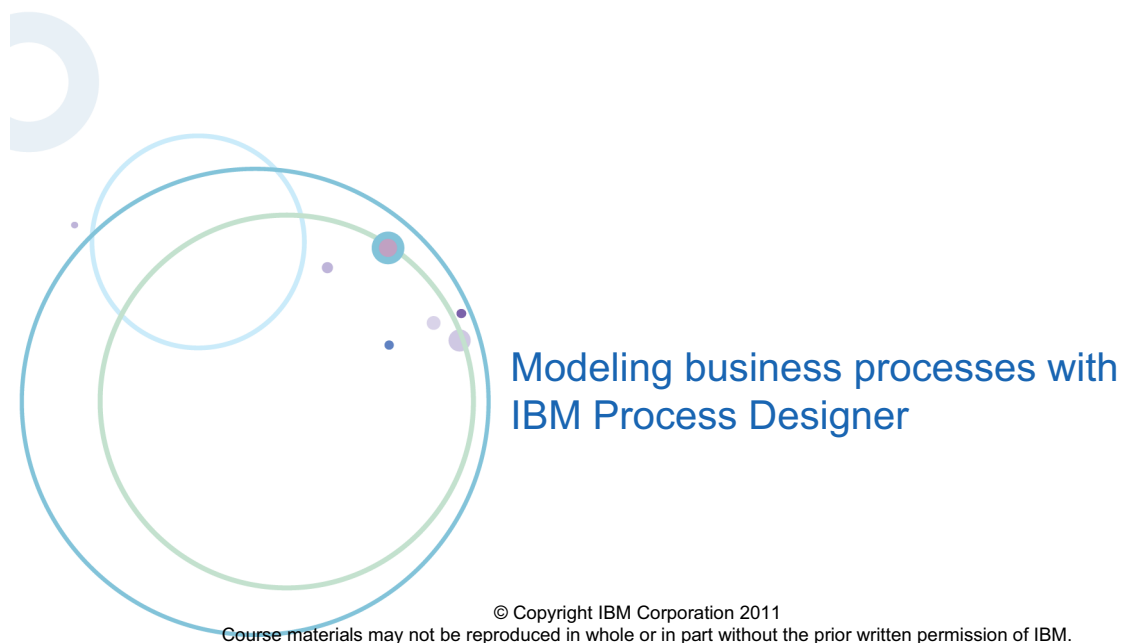 Modeling business processes with
IBM Process Designer
© Copyright IBM Corporation 2011
Course materials may not be reproduced in whole or in part without the prior written permission of IBM.